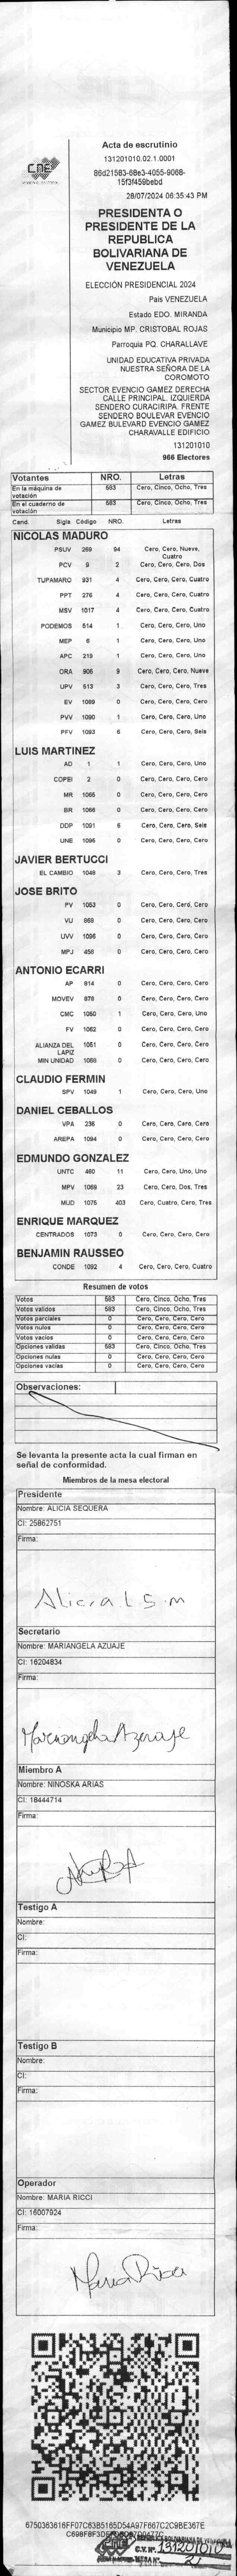 CNE
Acta de escrutinio
131201010.02.1.0001
86d21583-68e3-4055-9068-
15f3f459bebd
28/07/2024 06:35:43 PM
PRESIDENTA O
PRESIDENTE DE LA
REPUBLICA
BOLIVARIANA DE
VENEZUELA
ELECCIÓN PRESIDENCIAL 2024
Pais VENEZUELA
Estado EDO. MIRANDA
Municipio MP. CRISTOBAL ROJAS
Parroquia PQ. CHARALLAVE
UNIDAD EDUCATIVA PRIVADA
NUESTRA SEÑORA DE LA
COROMOTO
SECTOR EVENCIO GAMEZ DERECHA
CALLE PRINCIPAL. IZQUIERDA
SENDERO CURACIRIPA. FRENTE
SENDERO BOULEVAR EVENCIO
GAMEZ BULEVARD EVENCIO GAMEZ
CHARAVALLE EDIFICIO
131201010
966 Electores
Votantes NRO. Letras
En la máquina de votación 583 Cero, Cinco, Ocho, Tres
En el cuaderno de votación 583 Cero, Cinco, Ocho, Tres
Cand. Sigla Código NRO. Letras
NICOLAS MADURO
PSUV 269 94 Cero, Cero, Nueve, Cuatro
PCV 9 2 Cero, Cero, Cero, Dos
TUPAMARO 931 4 Cero, Cero, Cero, Cuatro
PPT 276 4 Cero, Cero, Cero, Cuatro
MSV 1017 4 Cero, Cero, Cero, Cuatro
PODEMOS 514 1 Cero, Cero, Cero, Uno
MEP 6 1 Cero, Cero, Cero, Uno
APC 219 1 Cero, Cero, Cero, Uno
ORA 906 9 Cero, Cero, Cero, Nueve
UPV 613 3 Cero, Cero, Cero, Tres
EV 1089 0 Cero, Cero, Cero, Cero
PVV 1090 1 Cero, Cero, Cero, Uno
PFV 1093 6 Cero, Cero, Cero, Seis
LUIS MARTINEZ
AD 1 1 Cero, Cero, Cero, Uno
COPEI 2 0 Cero, Cero, Cero, Cero
MR 1065 0 Cero, Cero, Cero, Cero
BR 1066 0 Cero, Cero, Cero, Cero
DDP 1091 6 Cero, Cero, Cero, Seis
UNE 1095 0 Cero, Cero, Cero, Cero
JAVIER BERTUCCI
EL CAMBIO 1048 3 Cero, Cero, Cero, Tres
JOSE BRITO
PV 1053 0 Cero, Cero, Cero, Cero
VU 868 0 Cero, Cero, Cero, Cero
UVV 1096 0 Cero, Cero, Cero, Cero
MPJ 456 0 Cero, Cero, Cero, Cero
ANTONIO ECARRI
AP 814 0 Cero, Cero, Cero, Cero
MOVEV 878 0 Cero, Cero, Cero, Cero
CMC 1050 1 Cero, Cero, Cero, Uno
FV 1062 0 Cero, Cero, Cero, Cero
ALIANZA DEL LAPIZ 1051 0 Cero, Cero, Cero, Cero
MIN UNIDAD 1068 0 Cero, Cero, Cero, Cero
CLAUDIO FERMIN
SPV 1049 1 Cero, Cero, Cero, Uno
DANIEL CEBALLOS
VPA 236 0 Cero, Cero, Cero, Cero
AREPA 1094 0 Cero, Cero, Cero, Cero
EDMUNDO GONZALEZ
UNTC 460 11 Cero, Cero, Uno, Uno
MPV 1069 23 Cero, Cero, Dos, Tres
MUD 1075 403 Cero, Cuatro, Cero, Tres
ENRIQUE MARQUEZ
CENTRADOS 1073 0 Cero, Cero, Cero, Cero
BENJAMIN RAUSSEO
CONDE 1092 4 Cero, Cero, Cero, Cuatro
Resumen de votos
Votos 583 Cero, Cinco, Ocho, Tres
Votos validos 583 Cero, Cinco, Ocho, Tres
Votos parciales 0 Cero, Cero, Cero, Cero
Votos nulos 0 Cero, Cero, Cero, Cero
Votos vacios 0 Cero, Cero, Cero, Cero
Opciones validas 583 Cero, Cinco, Ocho, Tres
Opciones nulas 0 Cero, Cero, Cero, Cero
Opciones vacias 0 Cero, Cero, Cero, Cero
Observaciones:
Se levanta la presente acta la cual firman en
señal de conformidad.
Miembros de la mesa electoral
Presidente
Nombre: ALICIA SEQUERA
CI: 25862751
Firma:
Alicia L S m
Secretario
Nombre: MARIANGELA AZUAJE
CI: 16204834
Firma:
Mariangela Azuaje
Miembro A
Nombre: NINOSKA ARIAS
CI: 18444714
Firma:
Testigo A
Nombre:
CI:
Firma:
Testigo B
Nombre:
CI:
Firma:
Operador
Nombre: MARIA RICCI
CI: 16007924
Firma:
Maria Ricci
6750363616FF07C63B5165D54A97F667C2C9BE367E
REPUBLICA BOLIVARIANA DE VENEZUELA
C.V. Nº. 131201010
MESA Nº. 2